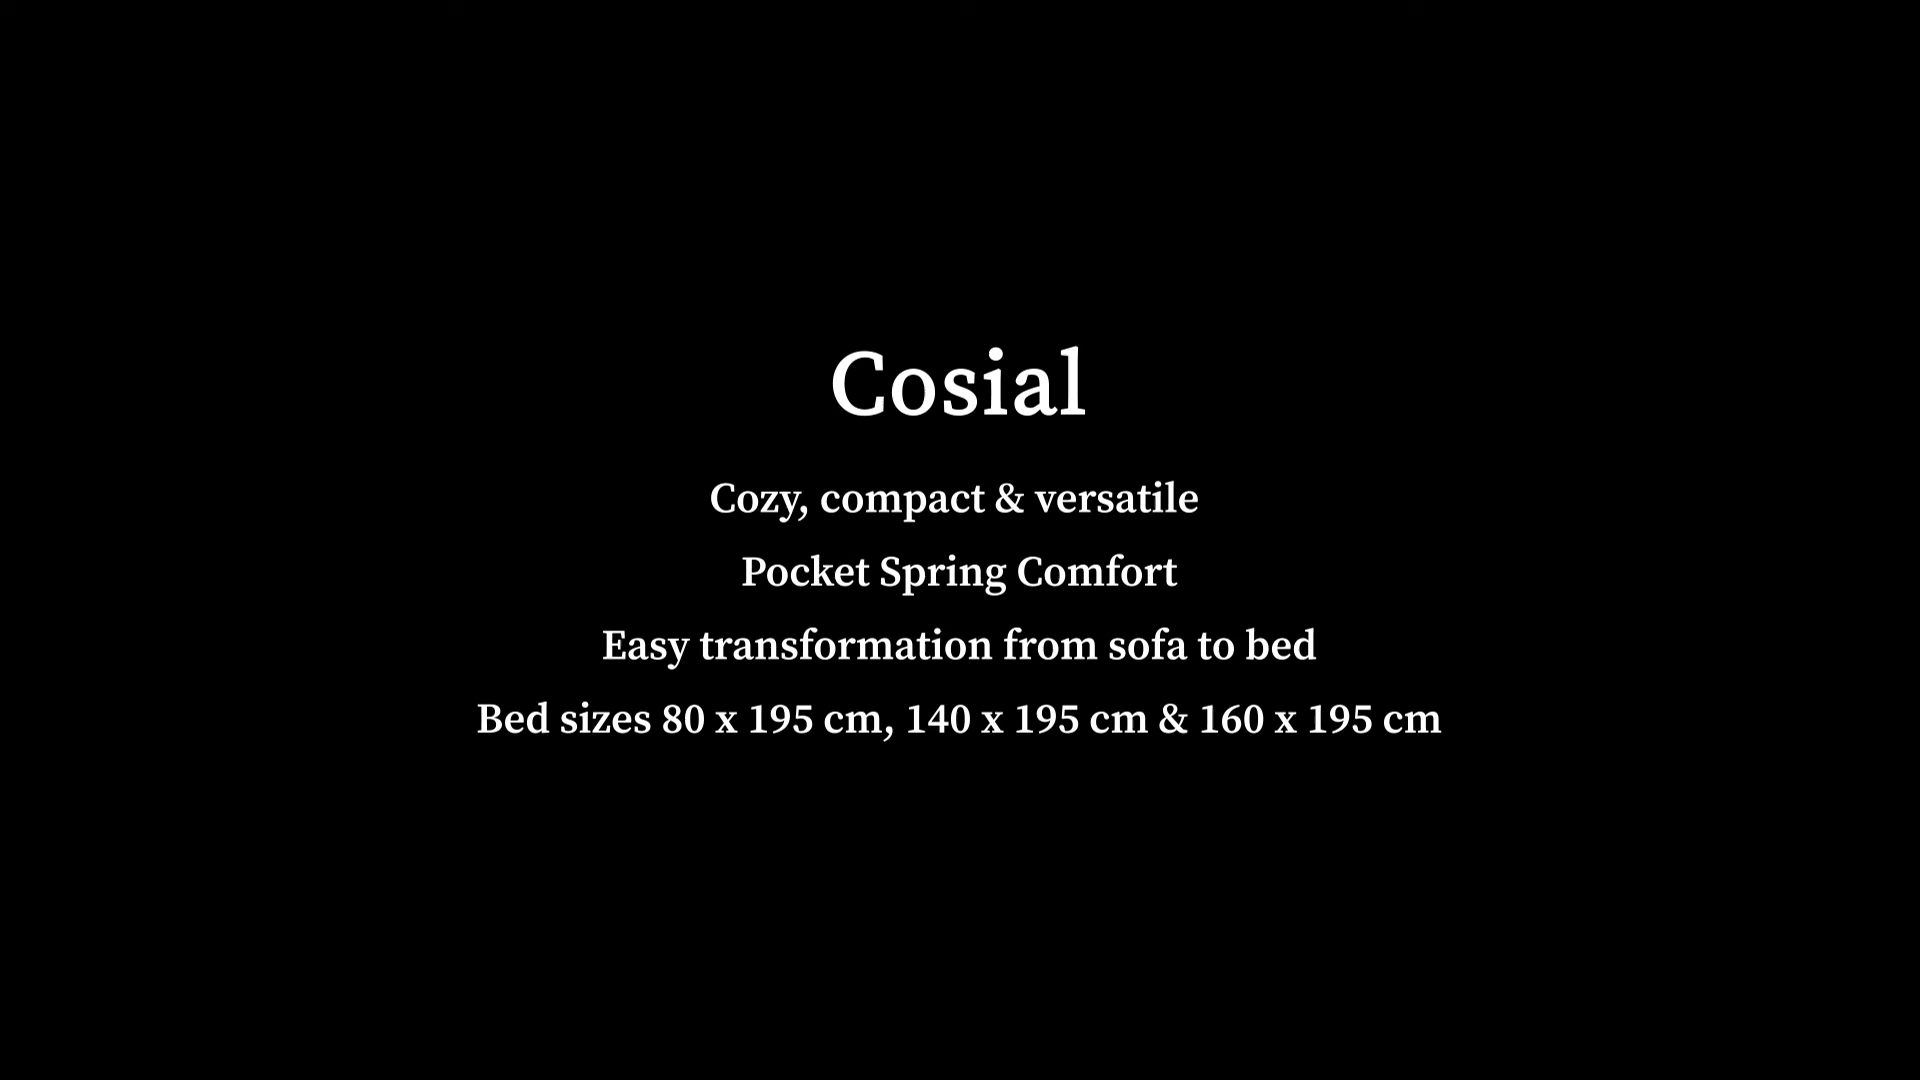 Cosial
Cozy, compact & versatile
Pocket Spring Comfort
Easy transformation from sofa to bed
Bed sizes 80 x 195 cm, 140 x 195 cm & 160 x 195 cm